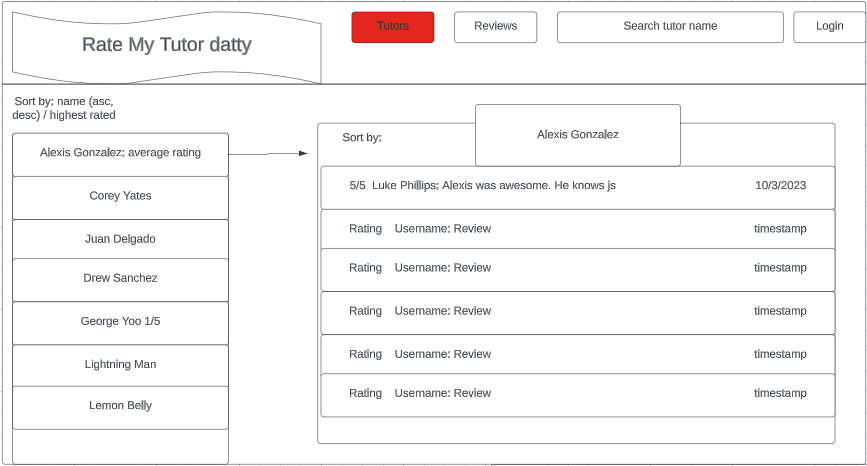 Rate My Tutor datty
Tutors
Reviews
Search tutor name
Login
Sort by: name (asc,
desc) / highest rated
Alexis Gonzalez: average rating
Corey Yates
Juan Delgado
Drew Sanchez
George Yoo 1/5
Lightning Man
Lemon Belly
Sort by:
Alexis Gonzalez
5/5 Luke Phillips: Alexis was awesome. He knows js 10/3/2023
Rating Username: Review timestamp
Rating Username: Review timestamp
Rating Username: Review timestamp
Rating Username: Review timestamp
Rating Username: Review timestamp